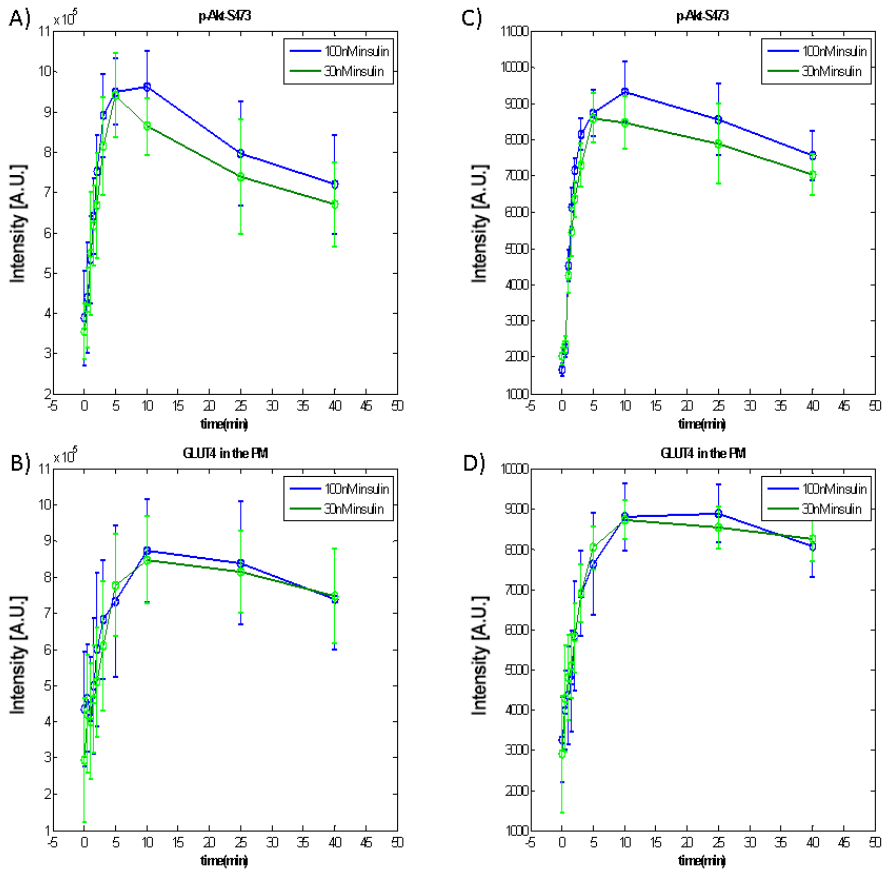 A)
p-Akt-S473
x 10^5
11
10
9
8
7
6
5
4
3
2
Intensity [A.U.]
100nMinsulin
30nMinsulin
-5 0 5 10 15 20 25 30 35 40 45 50
time(min)
C)
p-Akt-S473
11000
10000
9000
8000
7000
6000
5000
4000
3000
2000
1000
Intensity [A.U.]
100nMinsulin
30nMinsulin
-5 0 5 10 15 20 25 30 35 40 45 50
time(min)
B)
GLUT4 in the PM
x 10^5
11
10
9
8
7
6
5
4
3
2
1
Intensity [A.U.]
100nMinsulin
30nMinsulin
-5 0 5 10 15 20 25 30 35 40 45 50
time(min)
D)
GLUT4 in the PM
10000
9000
8000
7000
6000
5000
4000
3000
2000
1000
Intensity [A.U.]
100nMinsulin
30nMinsulin
-5 0 5 10 15 20 25 30 35 40 45 50
time(min)